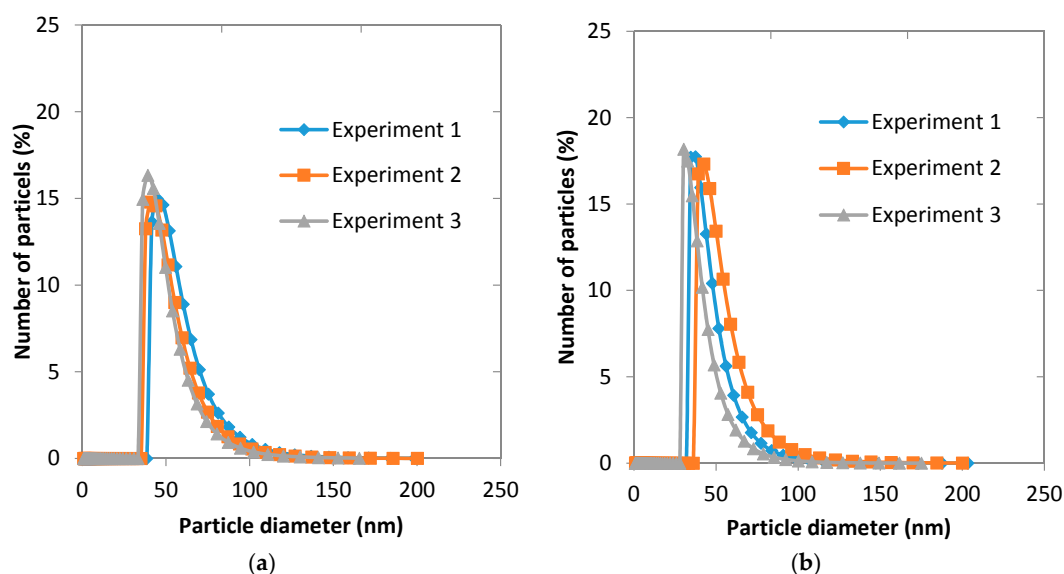 25
20
15
10
5
0
Number of particels (%)
Experiment 1
Experiment 2
Experiment 3
0 50 100 150 200 250
Particle diameter (nm)
(a)
25
20
15
10
5
0
Number of particles (%)
Experiment 1
Experiment 2
Experiment 3
0 50 100 150 200 250
Particle diameter (nm)
(b)